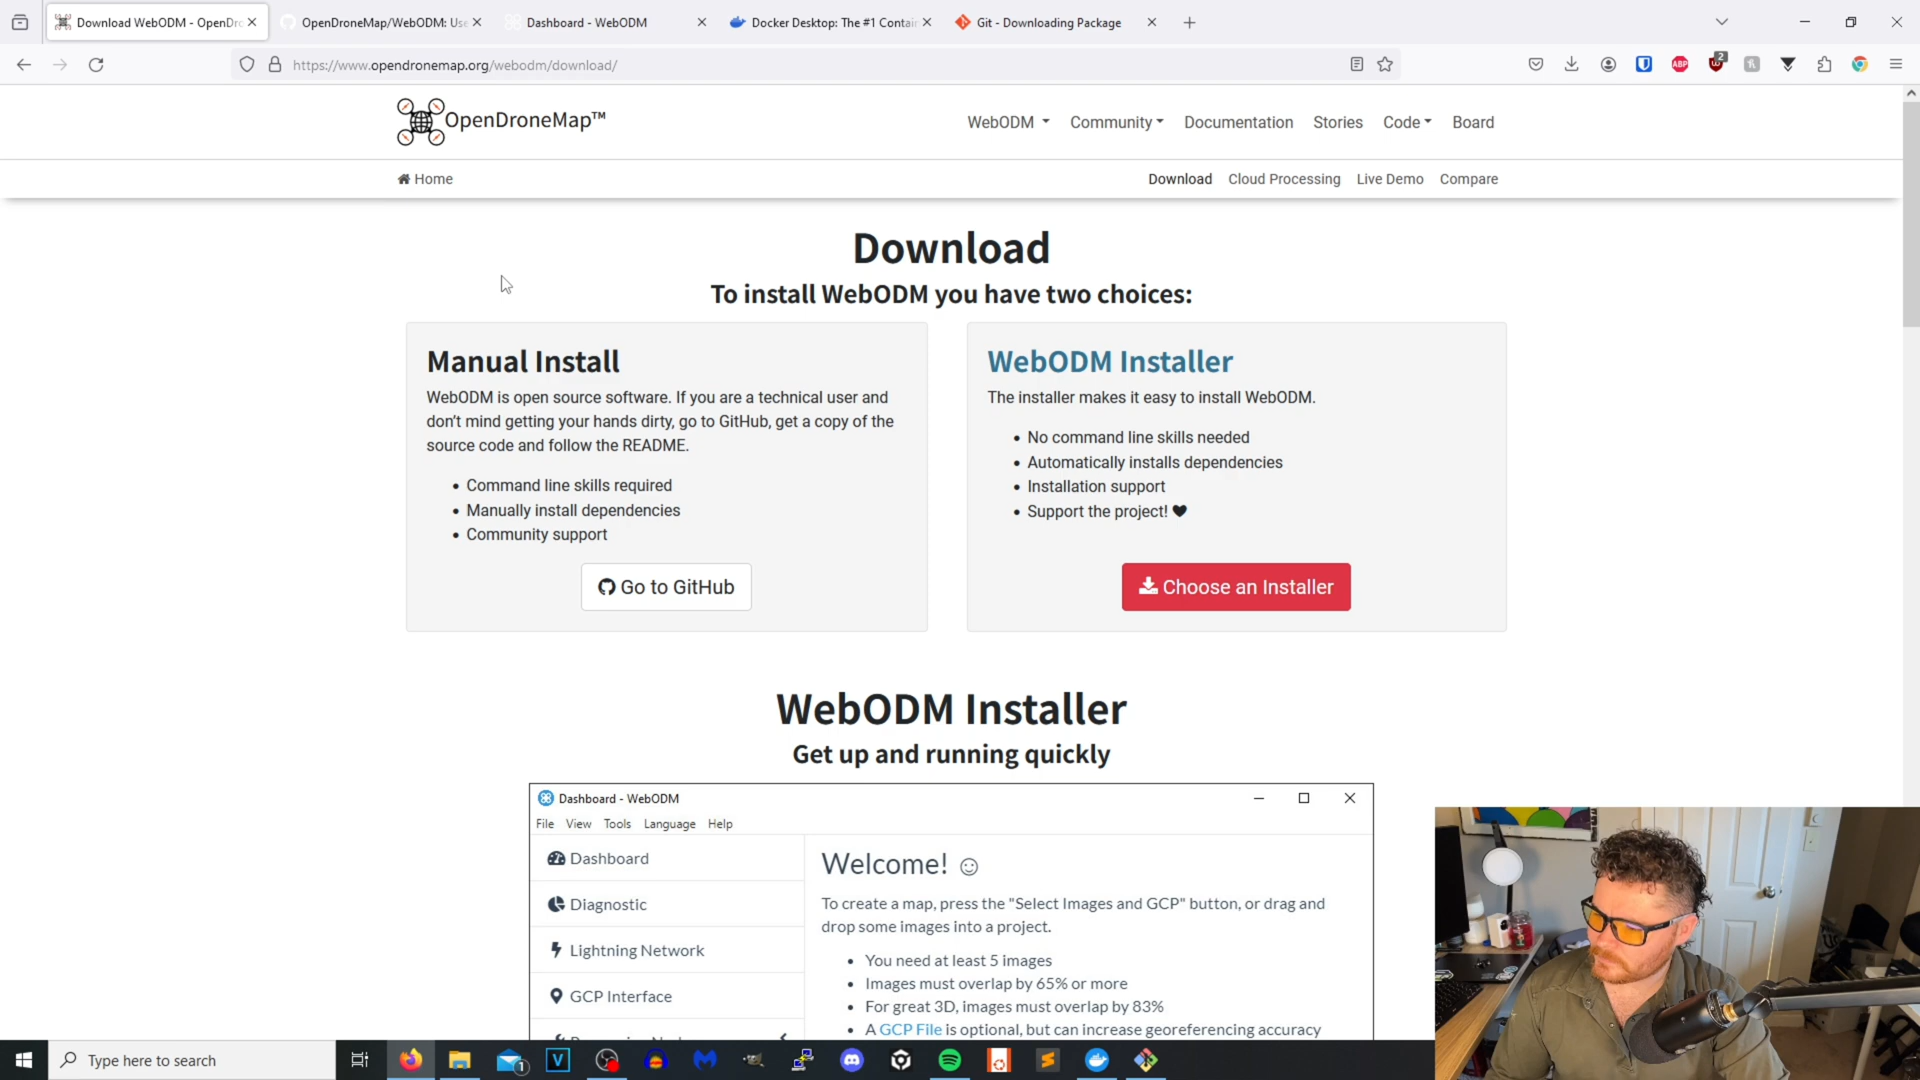 Download WebODM - OpenDro
OpenDroneMap/WebODM: Use
Dashboard - WebODM
Docker Desktop: The #1 Contai
Git - Downloading Package
https://www.opendronemap.org/webodm/download/
ABP
2
OpenDroneMap™
WebODM
Community
Documentation
Stories
Code
Board
Home
Download
Cloud Processing
Live Demo
Compare
Download
To install WebODM you have two choices:
Manual Install
WebODM is open source software. If you are a technical user and
don't mind getting your hands dirty, go to GitHub, get a copy of the
source code and follow the README.
• Command line skills required
• Manually install dependencies
• Community support
Go to GitHub
WebODM Installer
The installer makes it easy to install WebODM.
• No command line skills needed
• Automatically installs dependencies
• Installation support
• Support the project! ♥
Choose an Installer
WebODM Installer
Get up and running quickly
Dashboard - WebODM
File View Tools Language Help
Dashboard
Diagnostic
Lightning Network
GCP Interface
Welcome! ☺
To create a map, press the "Select Images and GCP" button, or drag and
drop some images into a project.
• You need at least 5 images
• Images must overlap by 65% or more
• For great 3D, images must overlap by 83%
• A GCP File is optional, but can increase georeferencing accuracy
Type here to search
1
V